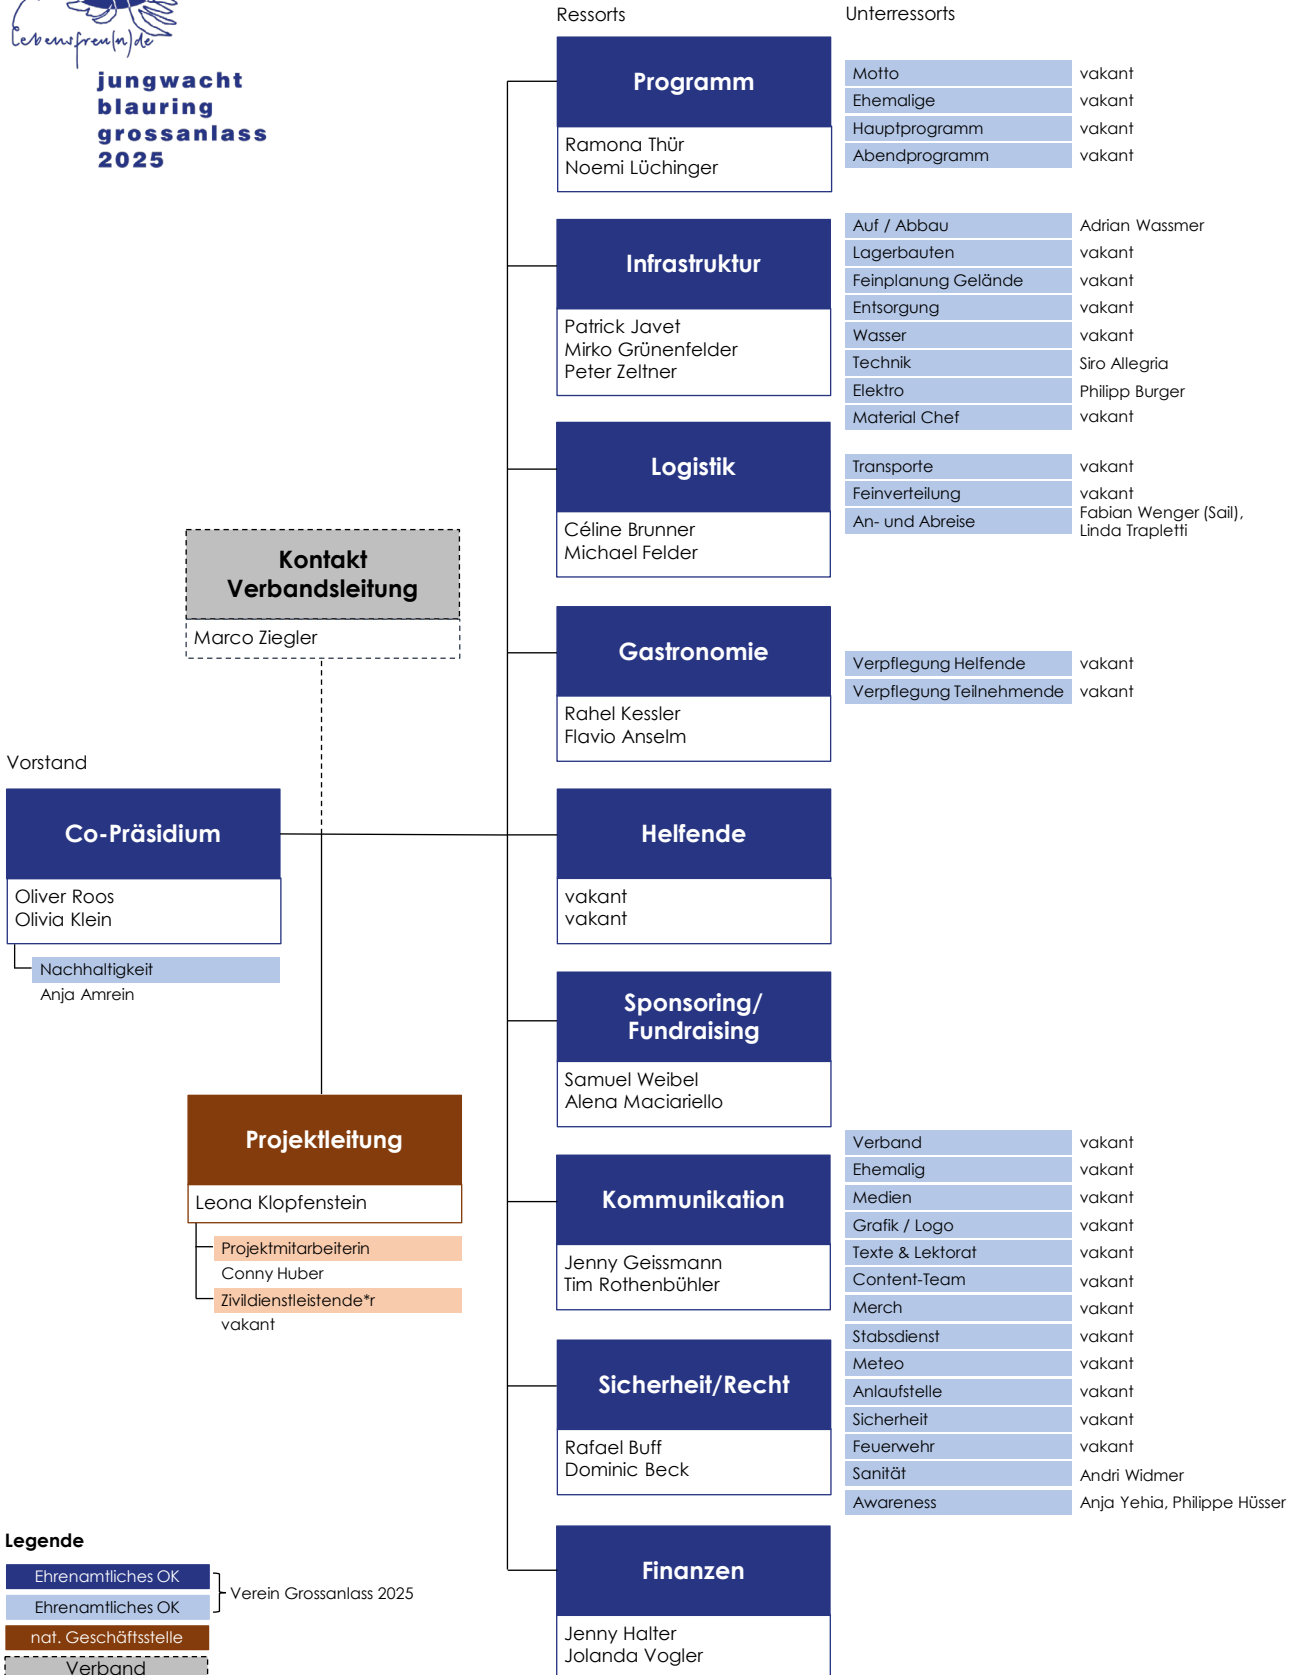 Lebensfreu(n)de
jungwacht
blauring
grossanlass
2025
Ressorts
Unterressorts
Programm
Ramona Thür
Noemi Lüchinger
Motto vakant
Ehemalige vakant
Hauptprogramm vakant
Abendprogramm vakant
Infrastruktur
Patrick Javet
Mirko Grünenfelder
Peter Zeltner
Auf / Abbau Adrian Wassmer
Lagerbauten vakant
Feinplanung Gelände vakant
Entsorgung vakant
Wasser vakant
Technik Siro Allegria
Elektro Philipp Burger
Material Chef vakant
Logistik
Céline Brunner
Michael Felder
Transporte vakant
Feinverteilung vakant
An- und Abreise Fabian Wenger (Sail),
Linda Trapletti
Kontakt
Verbandsleitung
Marco Ziegler
Gastronomie
Rahel Kessler
Flavio Anselm
Verpflegung Helfende vakant
Verpflegung Teilnehmende vakant
Vorstand
Co-Präsidium
Oliver Roos
Olivia Klein
Nachhaltigkeit
Anja Amrein
Helfende
vakant
vakant
Sponsoring/
Fundraising
Samuel Weibel
Alena Maciariello
Projektleitung
Leona Klopfenstein
Projektmitarbeiterin
Conny Huber
Zivildienstleistende*r
vakant
Kommunikation
Jenny Geissmann
Tim Rothenbühler
Verband vakant
Ehemalig vakant
Medien vakant
Grafik / Logo vakant
Texte & Lektorat vakant
Content-Team vakant
Merch vakant
Stabsdienst vakant
Meteo vakant
Anlaufstelle vakant
Sicherheit vakant
Feuerwehr vakant
Sanität Andri Widmer
Awareness Anja Yehia, Philippe Hüsser
Sicherheit/Recht
Rafael Buff
Dominic Beck
Finanzen
Jenny Halter
Jolanda Vogler
Legende
Ehrenamtliches OK
Ehrenamtliches OK
Verein Grossanlass 2025
nat. Geschäftsstelle
Verband